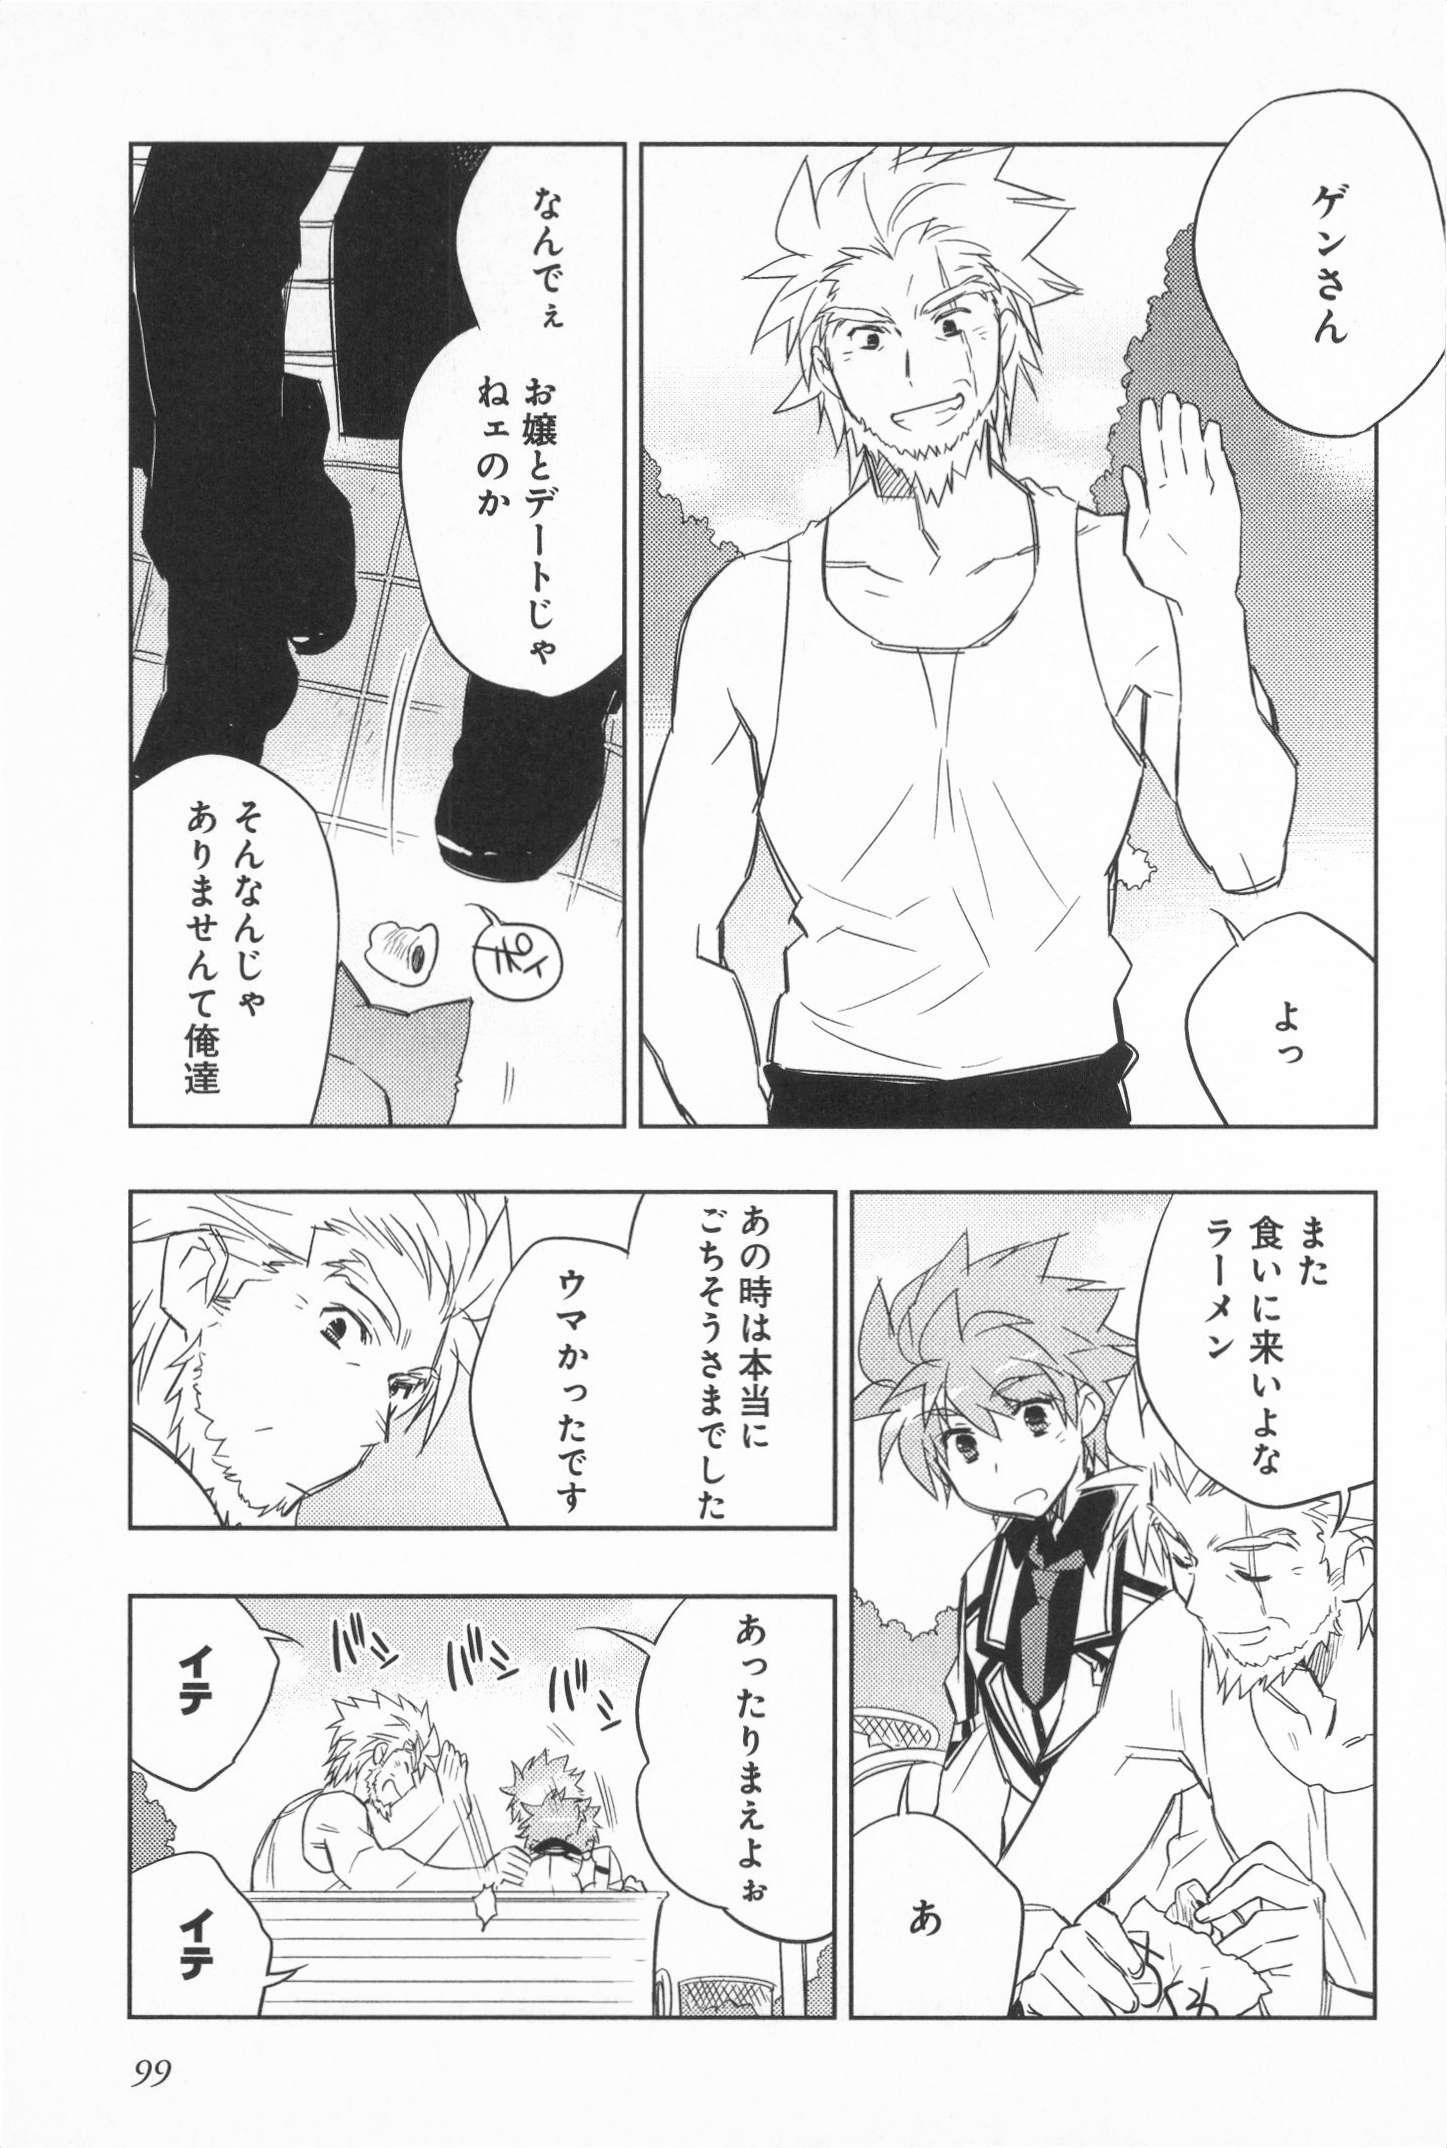 ゲンさん
よっ
なんでぇ
お嬢とデートじゃ
ねェのか
ポイ
そんなんじゃ
ありませんて俺達
また
食いに来いよな
ラーメン
ちくわ
あ
あの時は本当に
ごちそうさまでした
ウマかったです
あったりまえよぉ
バシ
バシ
バシ
イテ
イテ
99